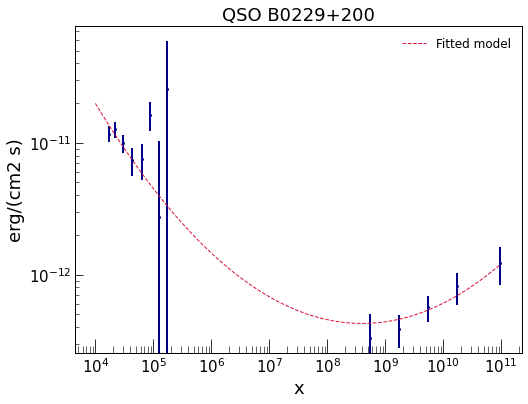 QSO B0229+200
Fitted model
erg/(cm2 s)
10⁻¹¹
10⁻¹²
10⁴ 10⁵ 10⁶ 10⁷ 10⁸ 10⁹ 10¹⁰ 10¹¹
x